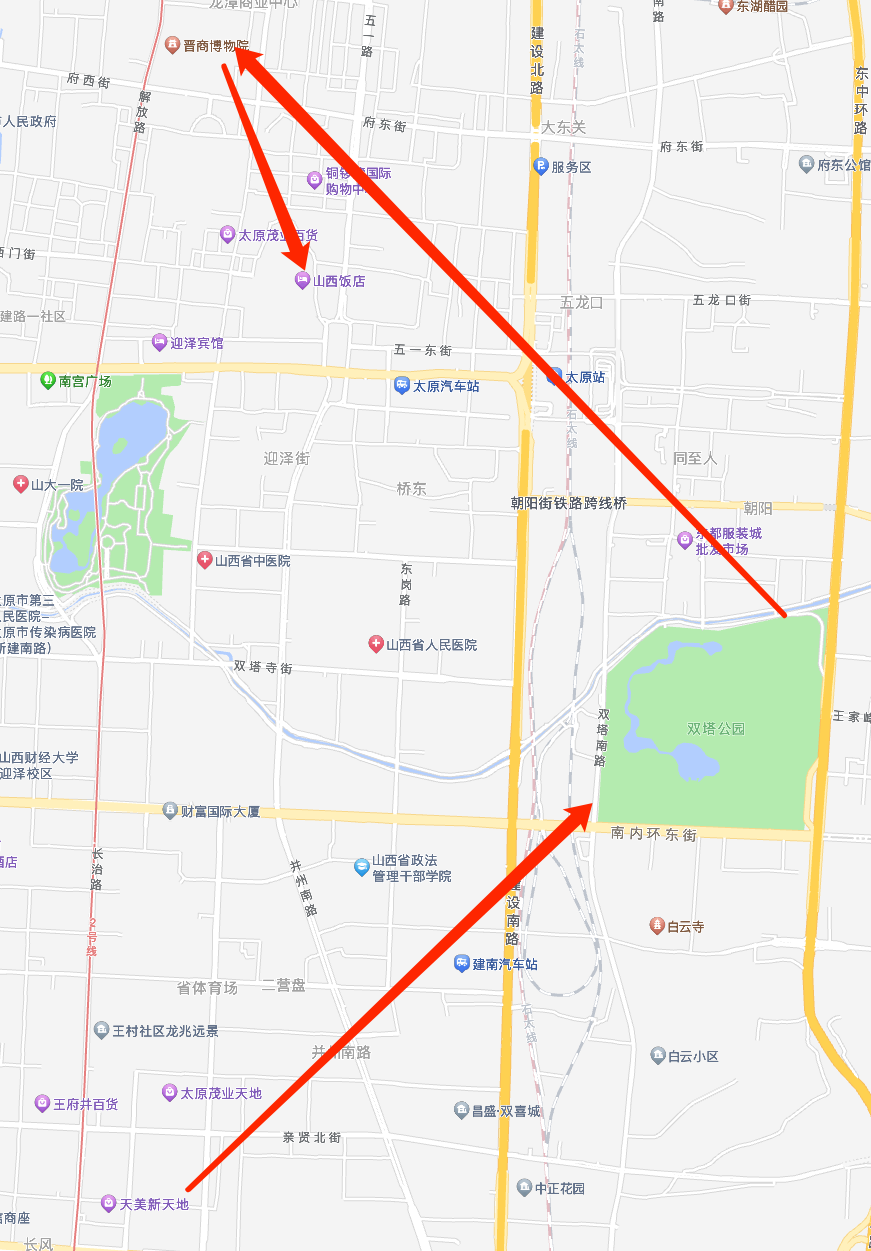 龙潭商业中心
东湖醋园
晋商博物院
五一路
建设北路
石太线
府西街
解放路
东中环路
人民政府
府东街
大东关
府东街
服务区
府东公馆
国际
太原茂业百货
西门街
山西饭店
五龙口
五龙口街
建路一社区
迎泽宾馆
五一东街
南宫广场
太原汽车站
太原站
石太线
迎泽街
同至人
山大一院
桥东
朝阳街铁路跨线桥
朝阳
东都服装城
批发市场
山西省中医院
东岗路
原市第三
人民医院—
原市传染病医院
新建南路)
山西省人民医院
双塔寺街
双塔南路
双塔公园
王家峰
山西财经大学
迎泽校区
财富国际大厦
南内环东街
酒店
长治路
山西省政法
管理干部学院
并州南路
建设南路
2号线
白云寺
建南汽车站
省体育场
二营盘
石太线
王村社区龙兆远景
并州南路
白云小区
太原茂业天地
王府井百货
昌盛·双喜城
亲贤北街
中正花园
天美新天地
商座
长风